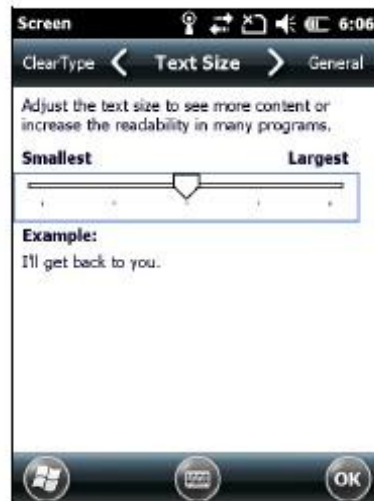 Screen 6:06
ClearType Text Size General
Adjust the text size to see more content or
increase the readability in many programs.
Smallest Largest
Example:
I'll get back to you.
OK